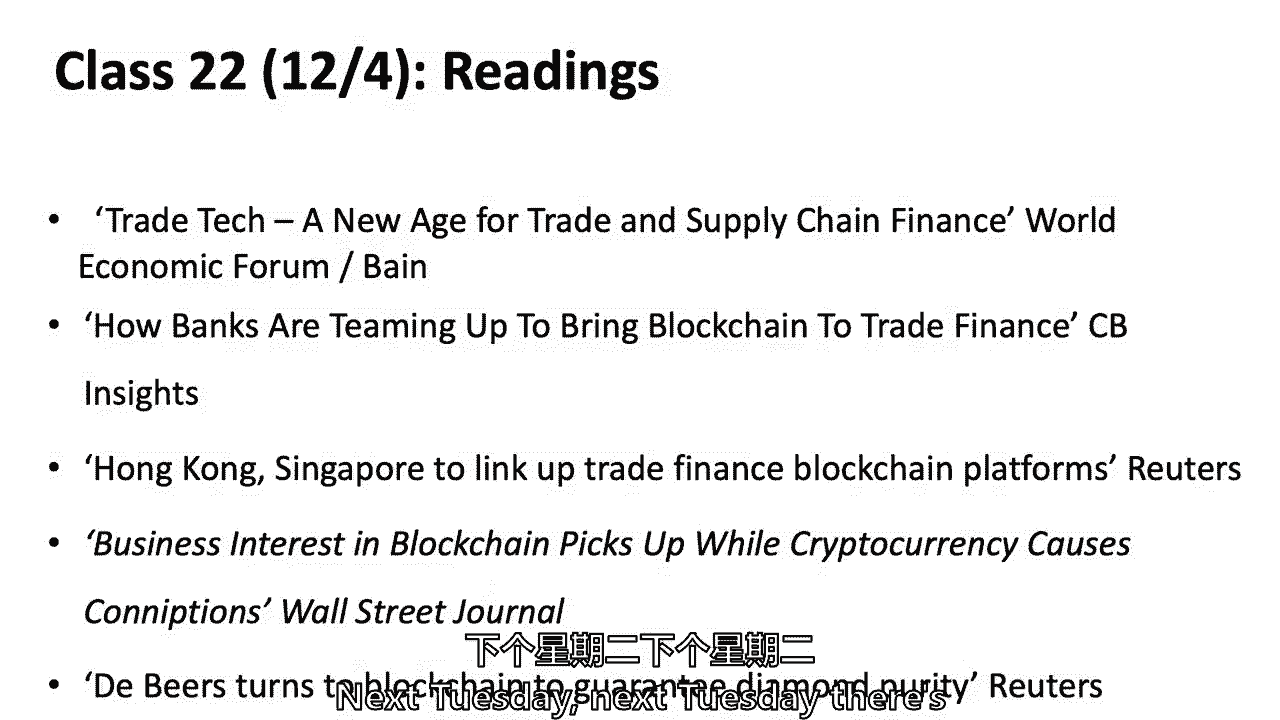 Class 22 (12/4): Readings
• ‘Trade Tech – A New Age for Trade and Supply Chain Finance’ World
Economic Forum / Bain
• ‘How Banks Are Teaming Up To Bring Blockchain To Trade Finance’ CB
Insights
• ‘Hong Kong, Singapore to link up trade finance blockchain platforms’ Reuters
• ‘Business Interest in Blockchain Picks Up While Cryptocurrency Causes
Conniptions’ Wall Street Journal
下个星期二下个星期二
• ‘De Beers turns to blockchain to guarantee diamond purity’ Reuters
Next Tuesday, next Tuesday there's